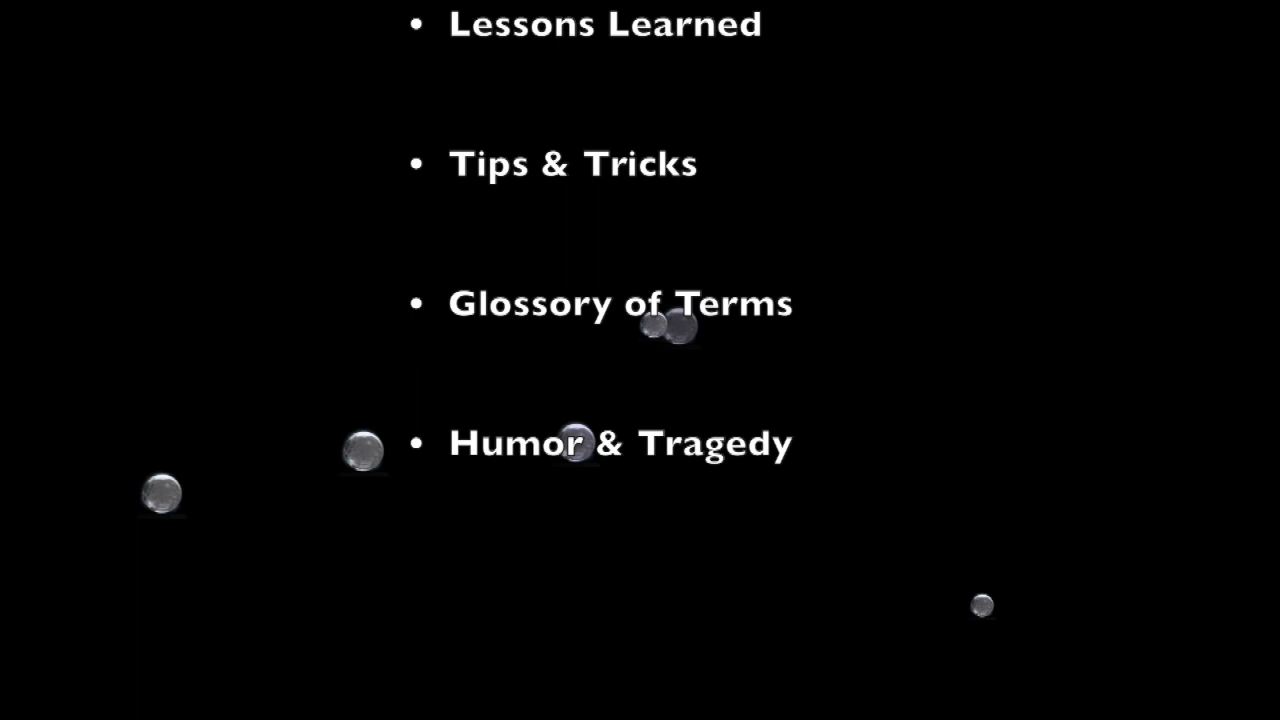 • Lessons Learned
• Tips & Tricks
• Glossory of Terms
• Humor & Tragedy